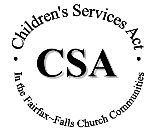 · Children's Services Act ·
CSA
In the Fairfax-Falls Church Communities